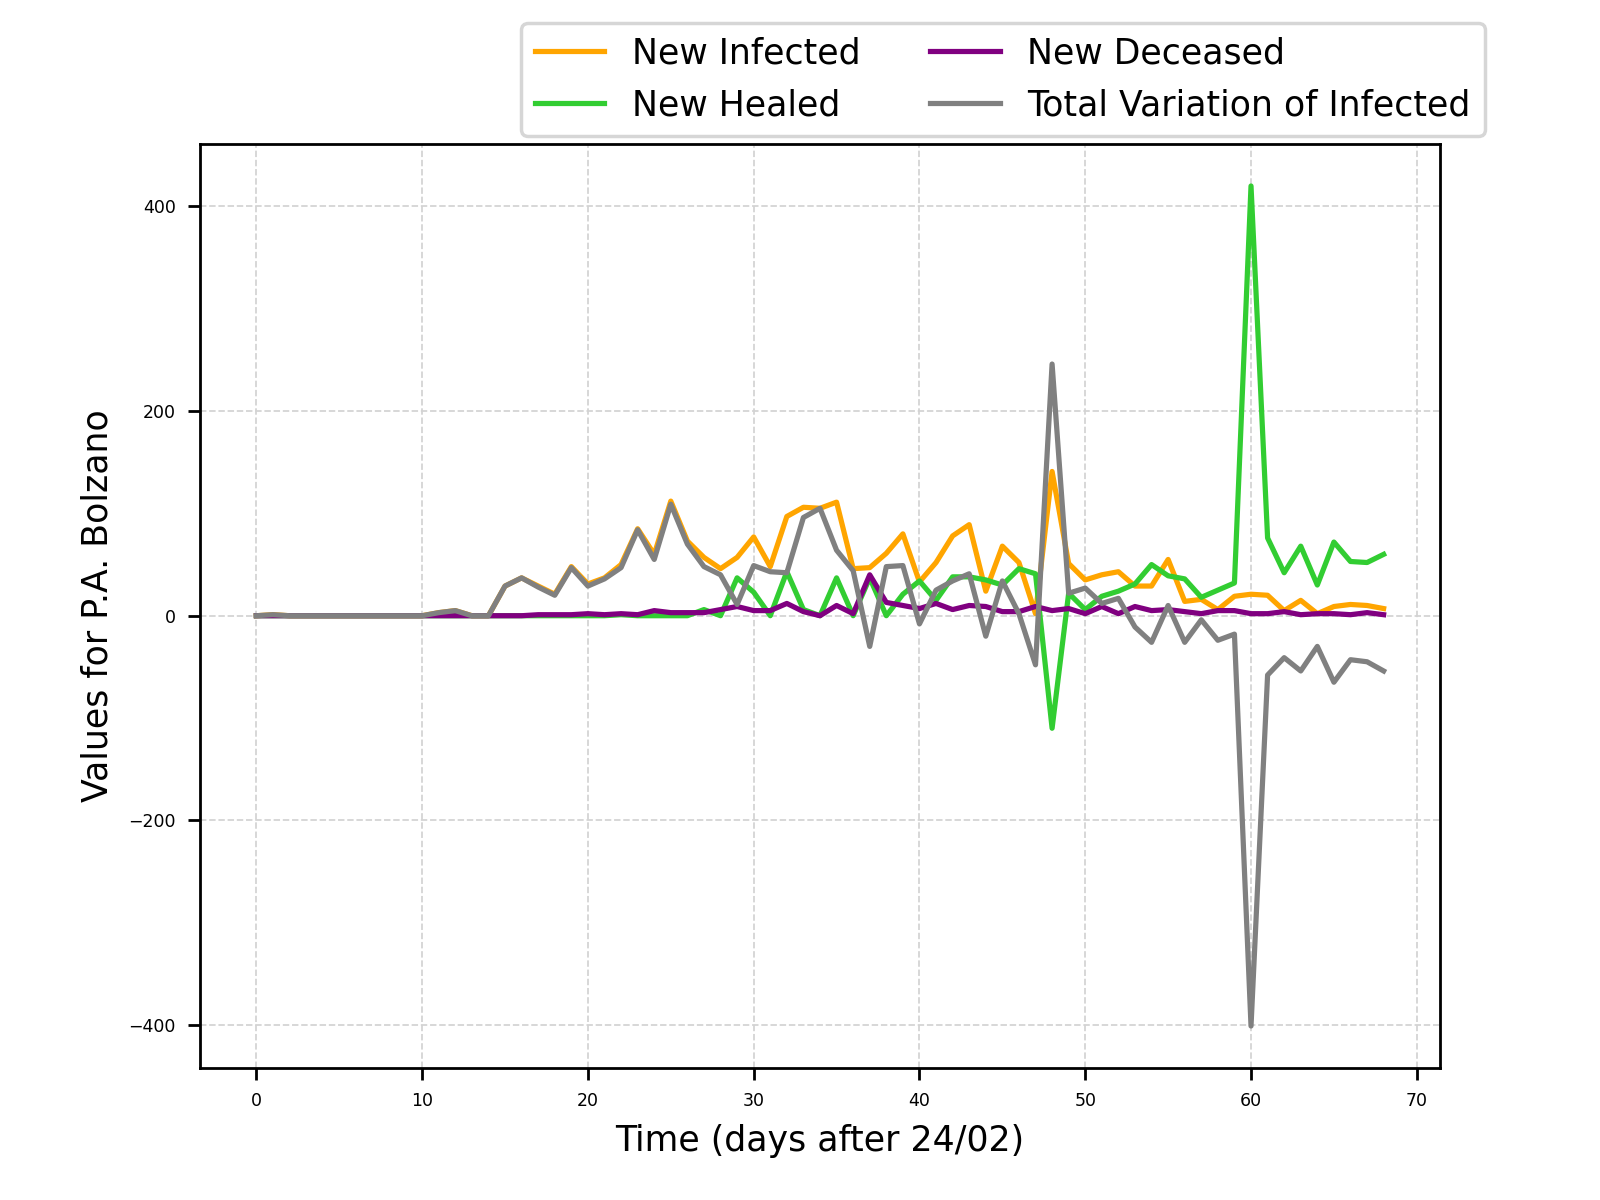 New Infected
New Healed
New Deceased
Total Variation of Infected
Values for P.A. Bolzano
400
200
0
−200
−400
0 10 20 30 40 50 60 70
Time (days after 24/02)